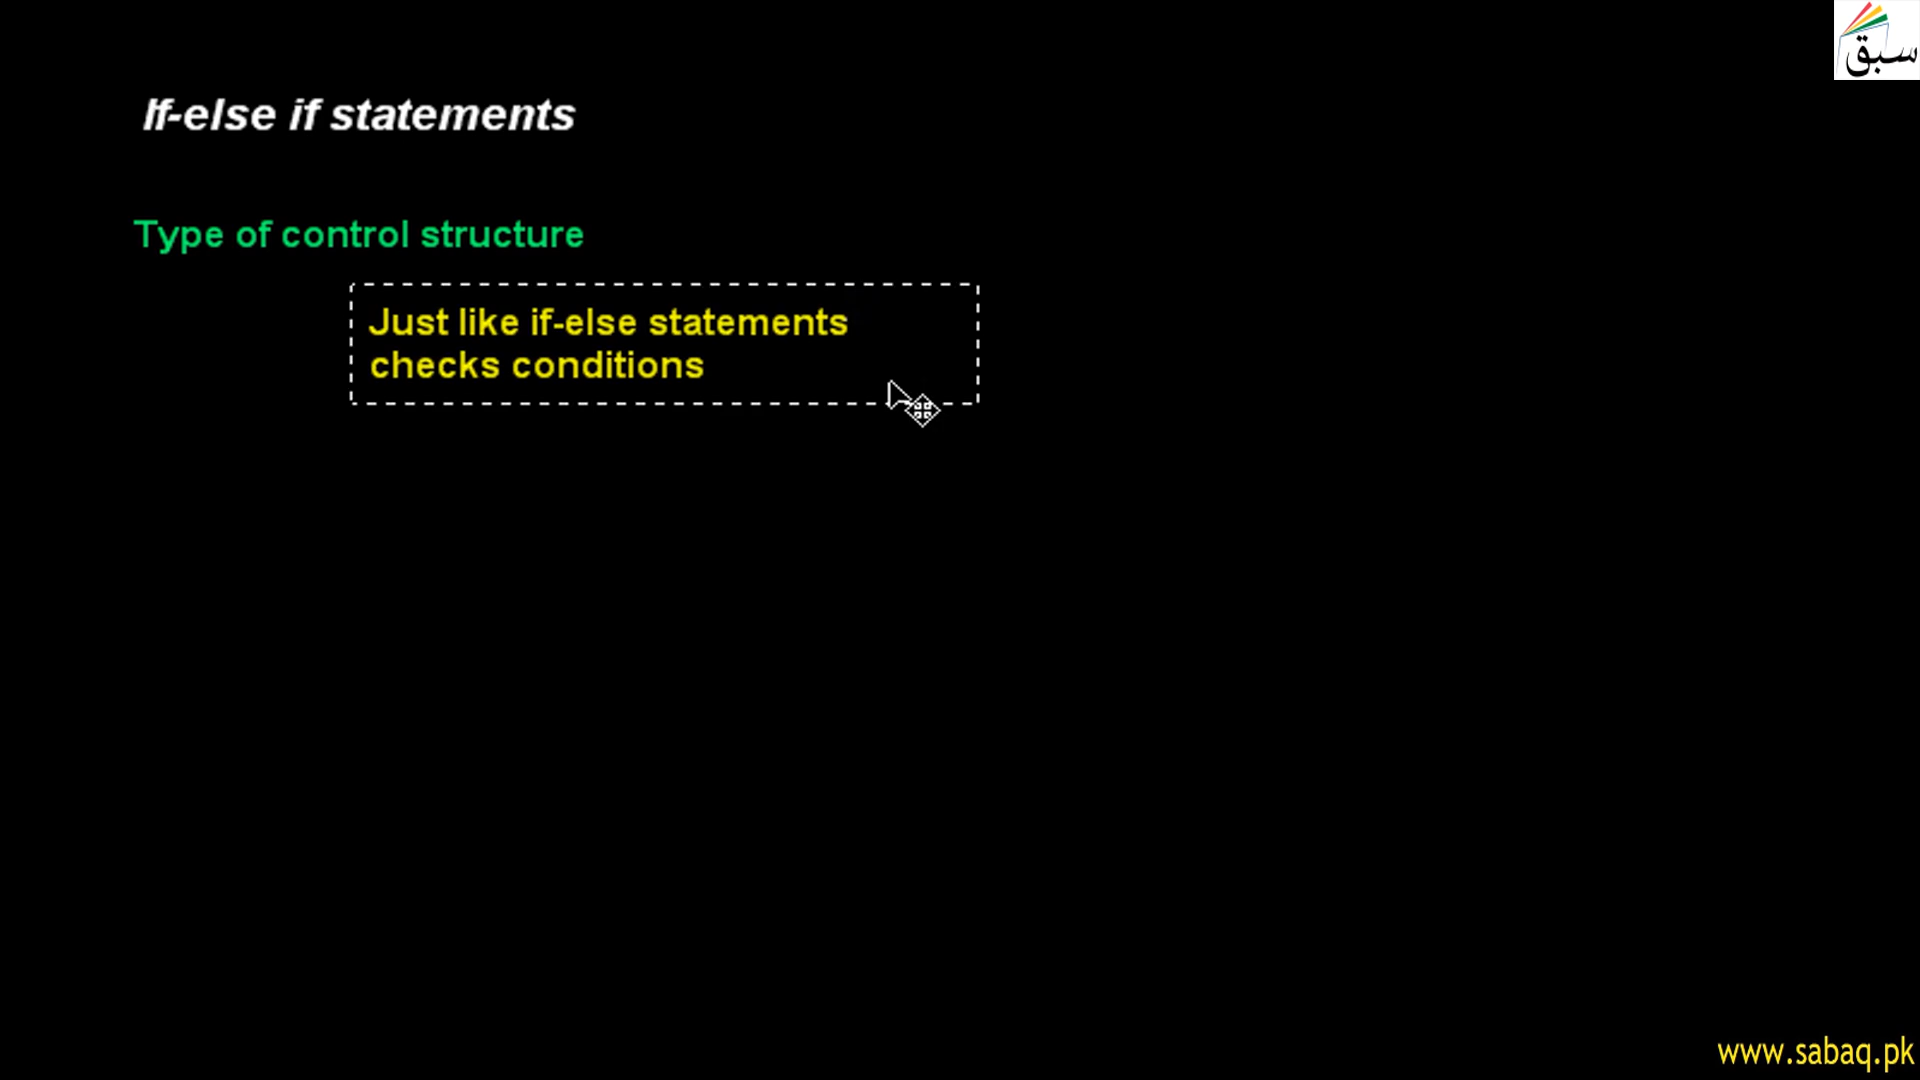 سبق
If-else if statements
Type of control structure
Just like if-else statements
checks conditions
www.sabaq.pk